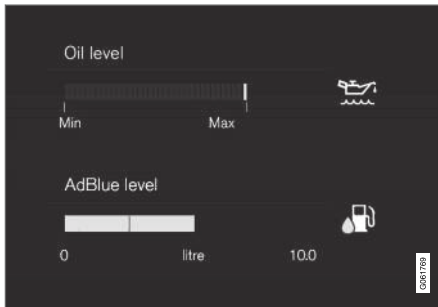 Oil level
Min Max
AdBlue level
0 litre 10.0
G061769